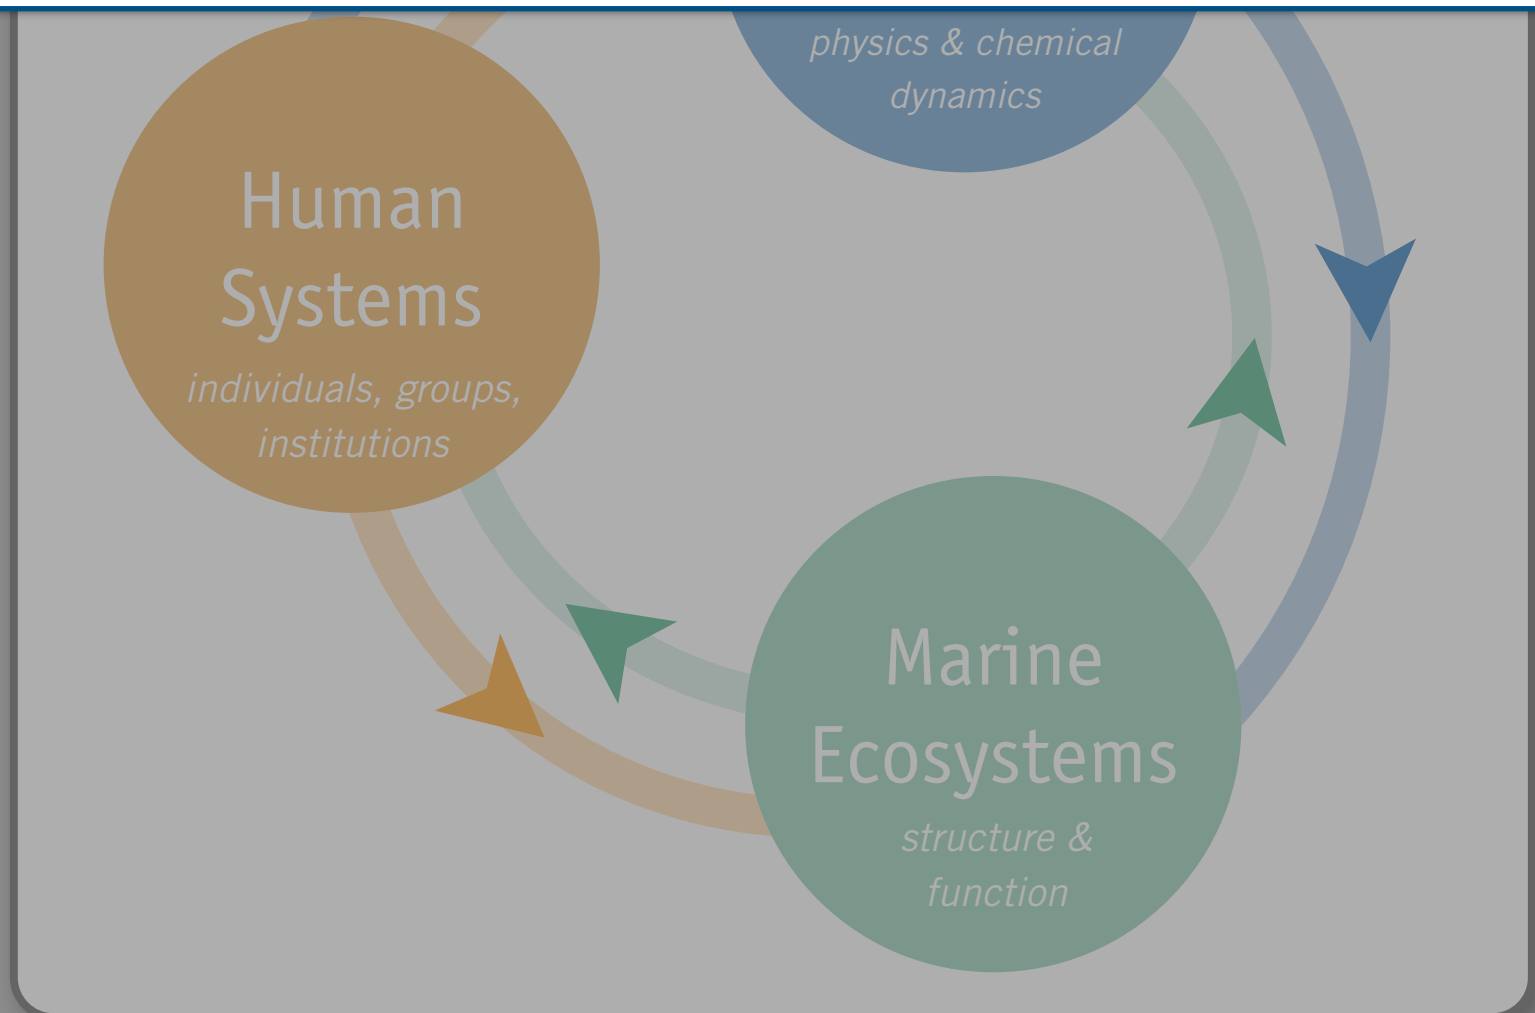 physics & chemical
dynamics
Human
Systems
individuals, groups,
institutions
Marine
Ecosystems
structure &
function